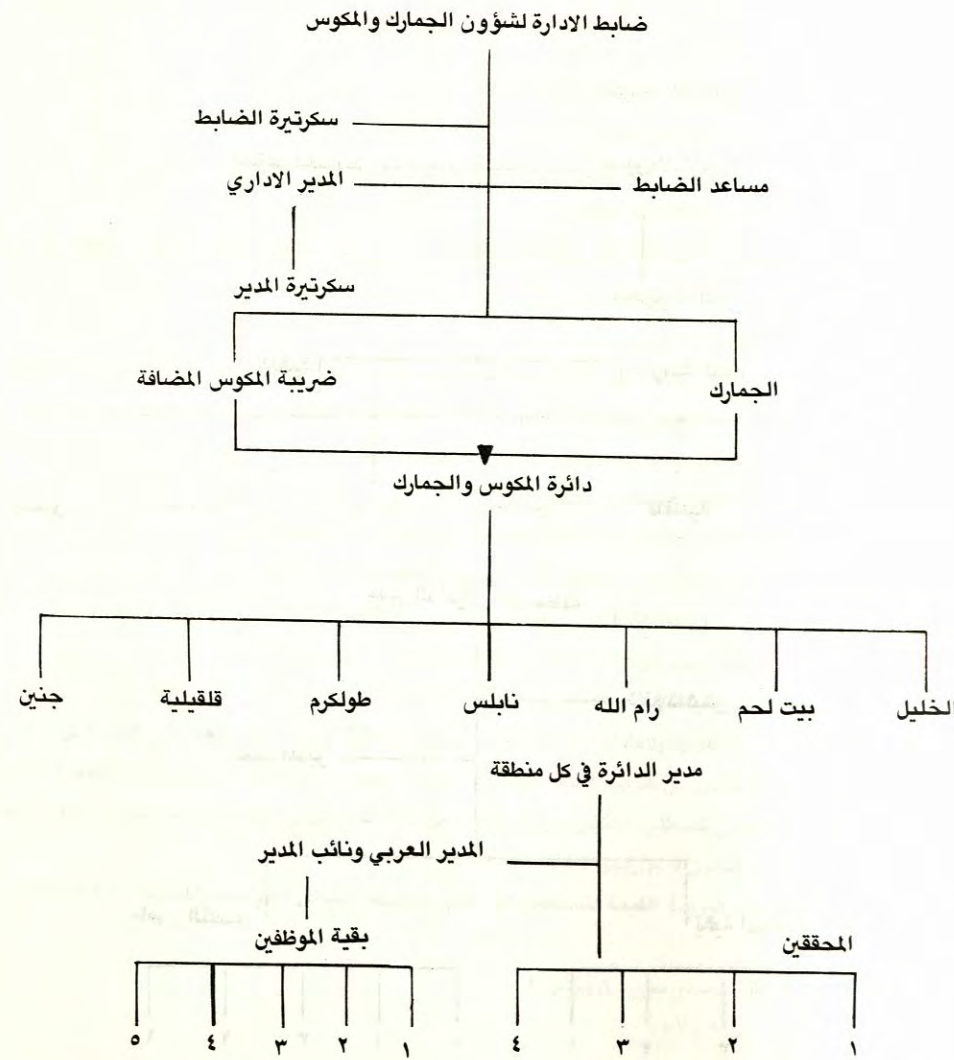 ضابط الادارة لشؤون الجمارك والمكوس
سكرتيرة الضابط
مساعد الضابط
المدير الاداري
سكرتيرة المدير
الجمارك
ضريبة المكوس المضافة
دائرة المكوس والجمارك
الخليل
بيت لحم
رام الله
نابلس
طولكرم
قلقيلية
جنين
مدير الدائرة في كل منطقة
المدير العربي ونائب المدير
المحققين
بقية الموظفين
١ ٢ ٣ ٤
١ ٢ ٣ ٤ ٥